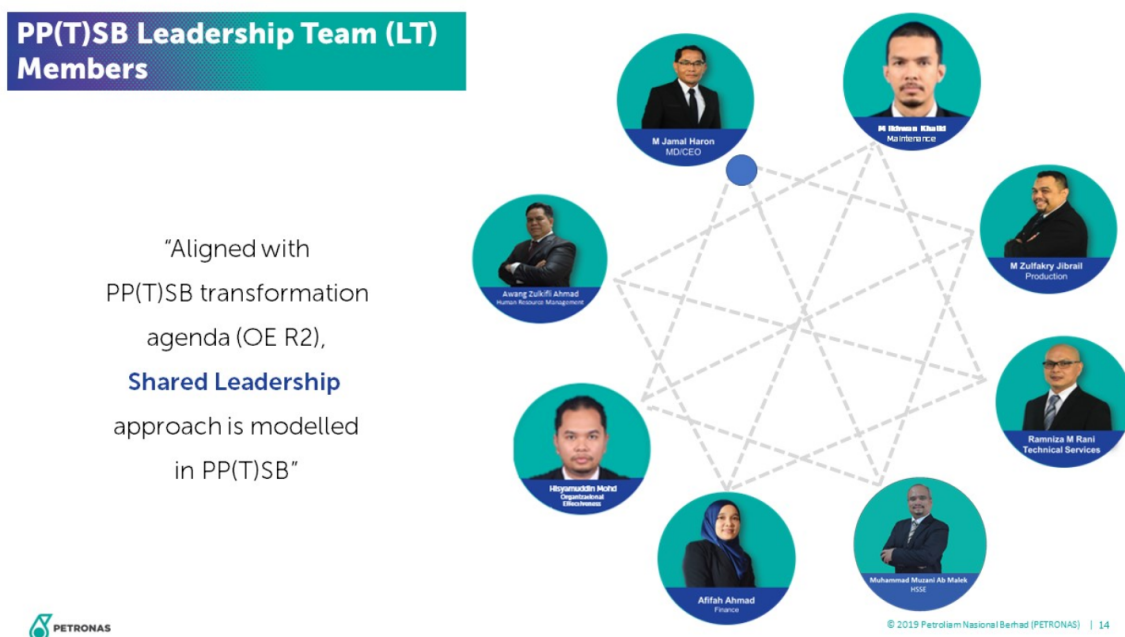 PP(T)SB Leadership Team (LT)
Members
“Aligned with
PP(T)SB transformation
agenda (OE R2),
Shared Leadership
approach is modelled
in PP(T)SB”
M Jamal Haron
MD/CEO
M Ikhwan Khalid
Maintenance
M Zulfakry Jibrail
Production
Ramniza M Rani
Technical Services
Muhammad Muzani Ab Malek
HSSE
Afifah Ahmad
Finance
Hisyamuddin Mohd
Organizational
Effectiveness
Awang Zulkifli Ahmad
Human Resource Management
PETRONAS
© 2019 Petroliam Nasional Berhad (PETRONAS) | 14